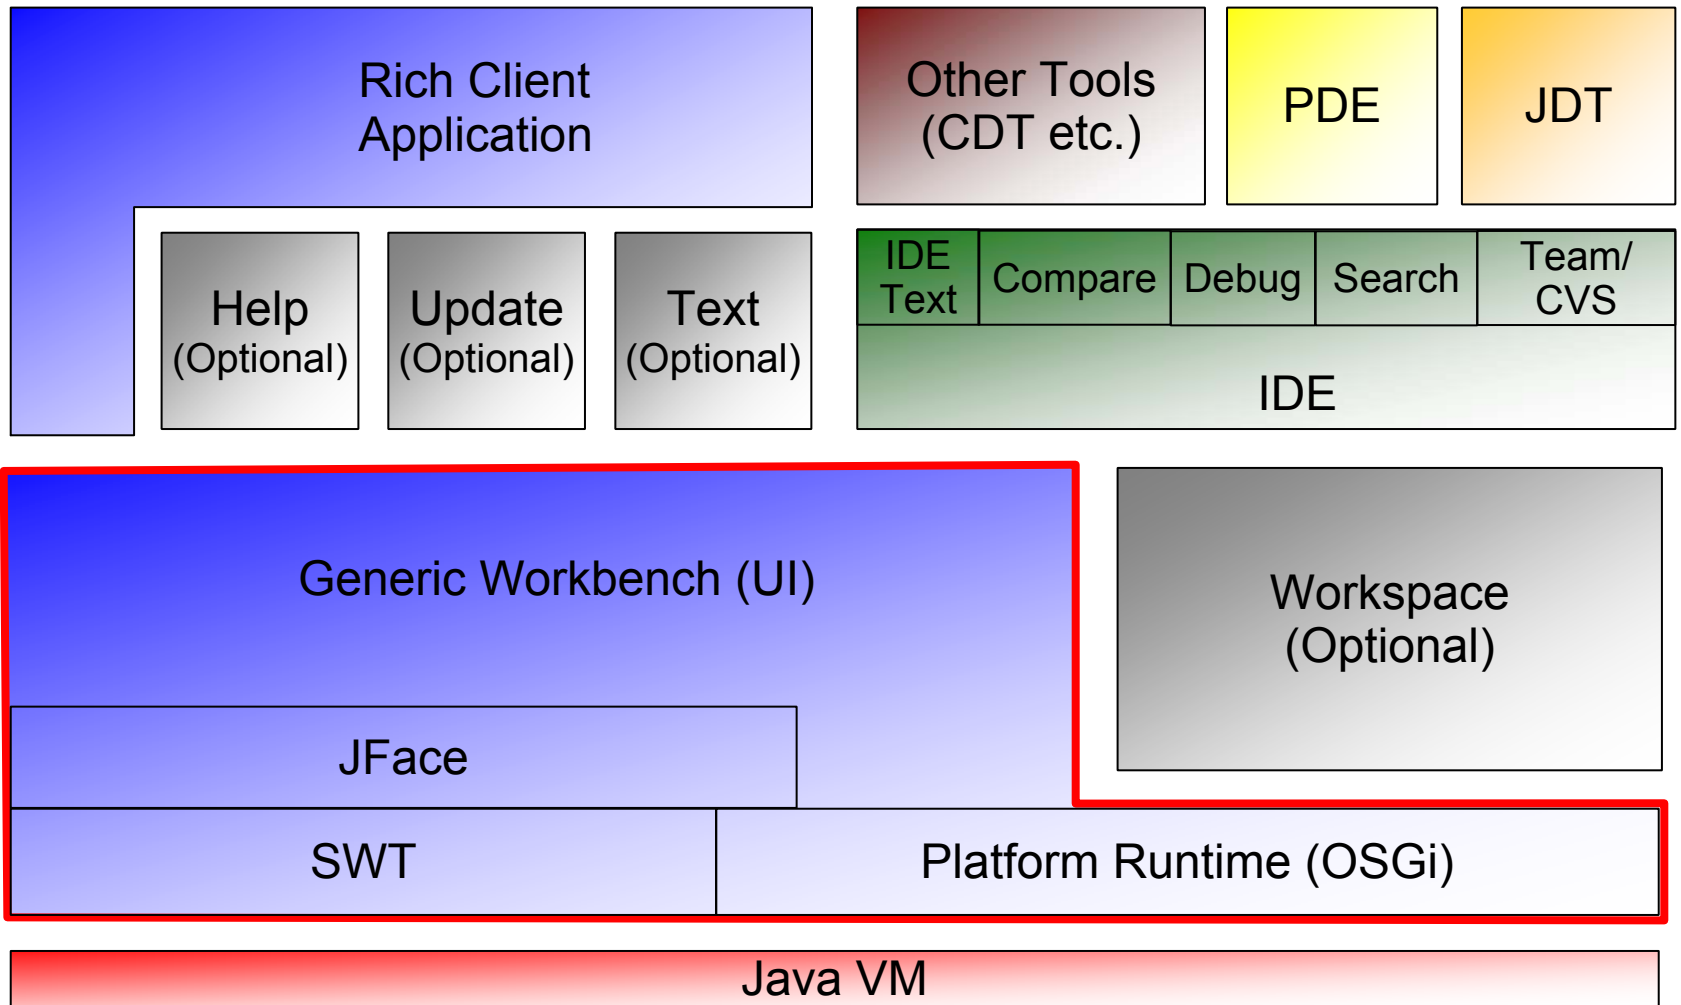 Rich Client
Application
Other Tools
(CDT etc.)
PDE
JDT
Help
(Optional)
Update
(Optional)
Text
(Optional)
IDE
Text
Compare
Debug
Search
Team/
CVS
IDE
Generic Workbench (UI)
Workspace
(Optional)
JFace
SWT
Platform Runtime (OSGi)
Java VM